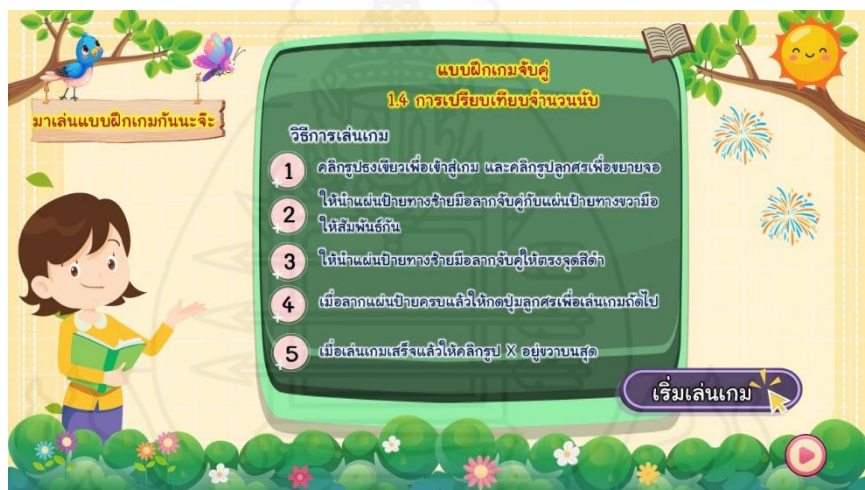 แบบฝึกเกมจับคู่
1.4 การเปรียบเทียบจำนวนนับ
มาเล่นแบบฝึกเกมกันนะจ๊ะ
วิธีการเล่นเกม
1 คลิกรูปธงเขียวเพื่อเข้าสู่เกม และคลิกรูปลูกศรเพื่อขยายจอ
2 ให้นำแผ่นป้ายทางซ้ายมือลากจับคู่กับแผ่นป้ายทางขวามือ
ให้สัมพันธ์กัน
3 ให้นำแผ่นป้ายทางซ้ายมือลากจับคู่ให้ตรงจุดสีดำ
4 เมื่อลากแผ่นป้ายครบแล้วให้กดปุ่มลูกศรเพื่อเล่นเกมถัดไป
5 เมื่อเล่นเกมเสร็จแล้วให้คลิกรูป X อยู่ขวาบนสุด
เริ่มเล่นเกม